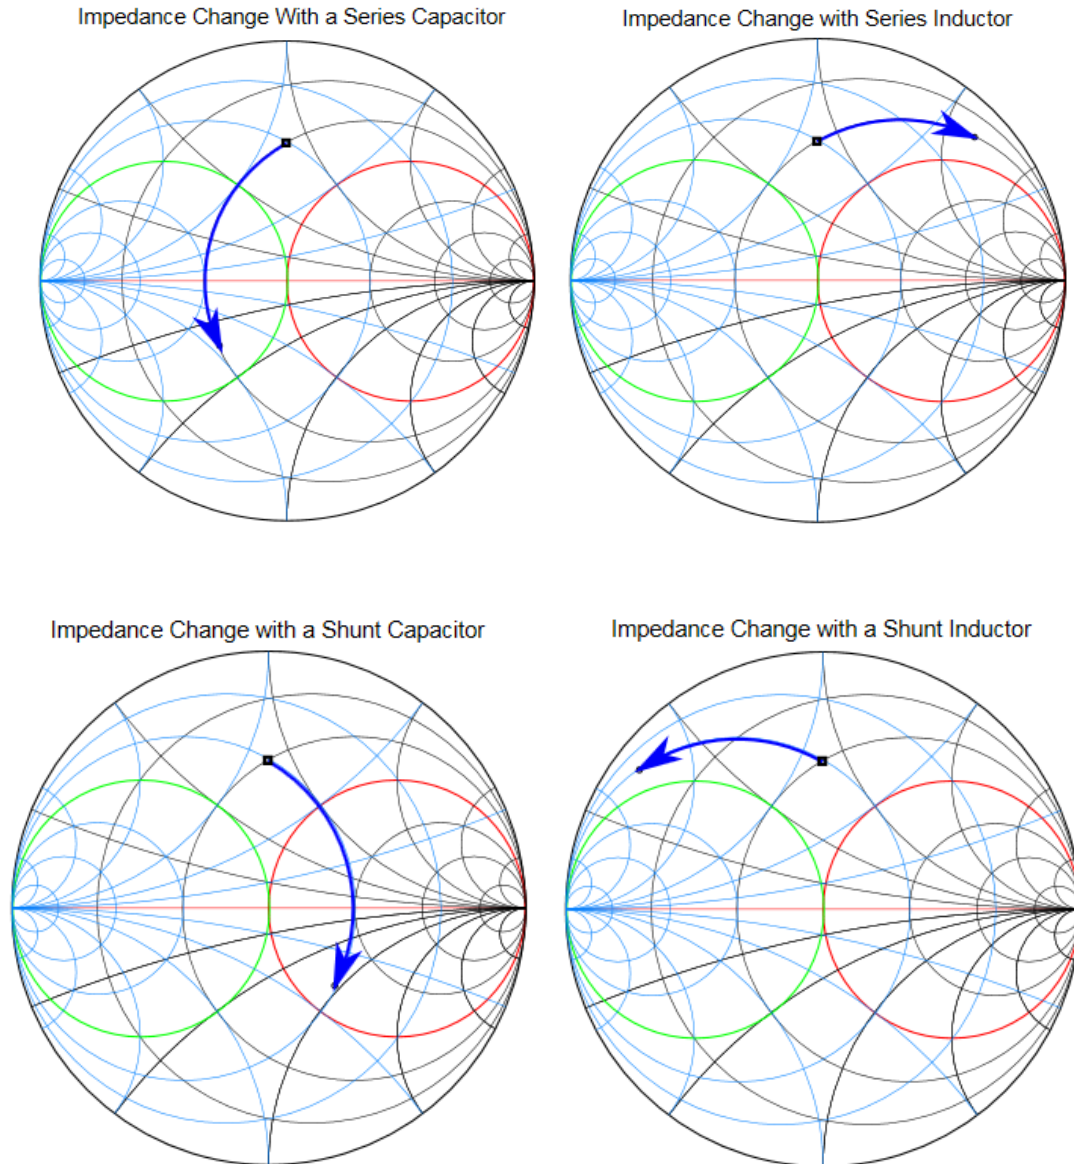 Impedance Change With a Series Capacitor
Impedance Change with Series Inductor
Impedance Change with a Shunt Capacitor
Impedance Change with a Shunt Inductor